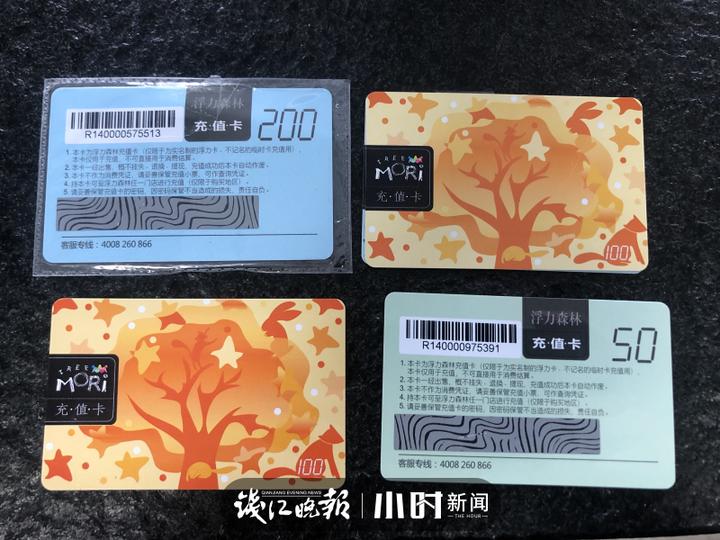 浮力森林
充·值·卡
200
R140000575513
1.本卡为浮力森林充值卡（仅限于为实名制的浮力卡、不记名的临时卡充值用）、
本卡仅用于充值，不可直接用于消费结算。
2.本卡一经出售，概不挂失、退换、提现，充值成功后本卡自动作废。
3.本卡不作为消费凭证，妥善保管充值小票，可作查询凭证。
4.持本卡可至浮力森林任一门店进行充值（仅限于购买地区）。
5.请妥善保管充值卡的密码，因密码保管不当造成的损失，责任自负。
客服专线：4008 260 866
TREE
MORi
充·值·卡
100
TREE
MORi
充·值·卡
100
浮力森林
充·值·卡
50
R140000975391
1.本卡为浮力森林充值卡（仅限于为实名制的浮力卡、不记名的临时卡充值用）、
本卡仅用于充值，不可直接用于消费结算。
2.本卡一经出售，概不挂失、退换、提现，充值成功后本卡自动作废。
3.本卡不作为消费凭证，妥善保管充值小票，可作查询凭证。
4.持本卡可至浮力森林任一门店进行充值（仅限于购买地区）。
5.请妥善保管充值卡的密码，因密码保管不当造成的损失，责任自负。
客服专线：4008 260 866
QIANJIANG EVENING NEWS
钱江晚报
小时新闻
THE HOUR